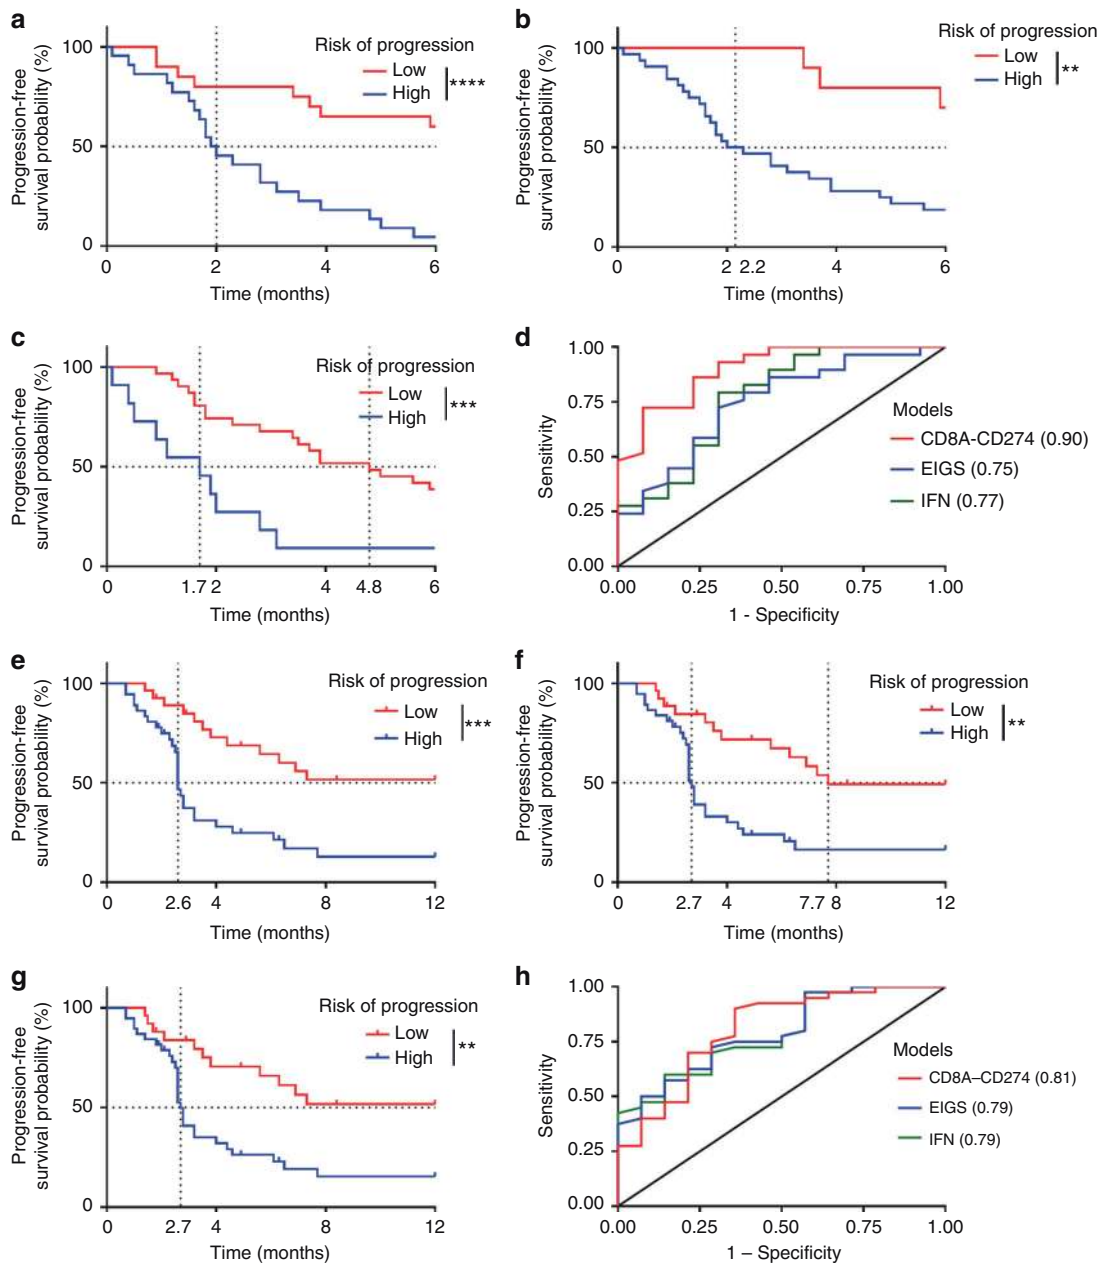 a
Progression-free
survival probability (%)
100
50
0
0 2 4 6
Time (months)
Risk of progression
Low
High
****
b
Progression-free
survival probability (%)
100
50
0
0 2 2.2 4 6
Time (months)
Risk of progression
Low
High
**
c
Progression-free
survival probability (%)
100
50
0
0 1.7 2 4 4.8 6
Time (months)
Risk of progression
Low
High
***
d
Sensitivity
1.00
0.75
0.50
0.25
0.00
0.00 0.25 0.50 0.75 1.00
1 - Specificity
Models
CD8A-CD274 (0.90)
EIGS (0.75)
IFN (0.77)
e
Progression-free
survival probability (%)
100
50
0
0 2.6 4 8 12
Time (months)
Risk of progression
Low
High
***
f
Progression-free
survival probability (%)
100
50
0
0 2.7 4 7.7 8 12
Time (months)
Risk of progression
Low
High
**
g
Progression-free
survival probability (%)
100
50
0
0 2.7 4 8 12
Time (months)
Risk of progression
Low
High
**
h
Sensitivity
1.00
0.75
0.50
0.25
0.00
0.00 0.25 0.50 0.75 1.00
1 – Specificity
Models
CD8A–CD274 (0.81)
EIGS (0.79)
IFN (0.79)